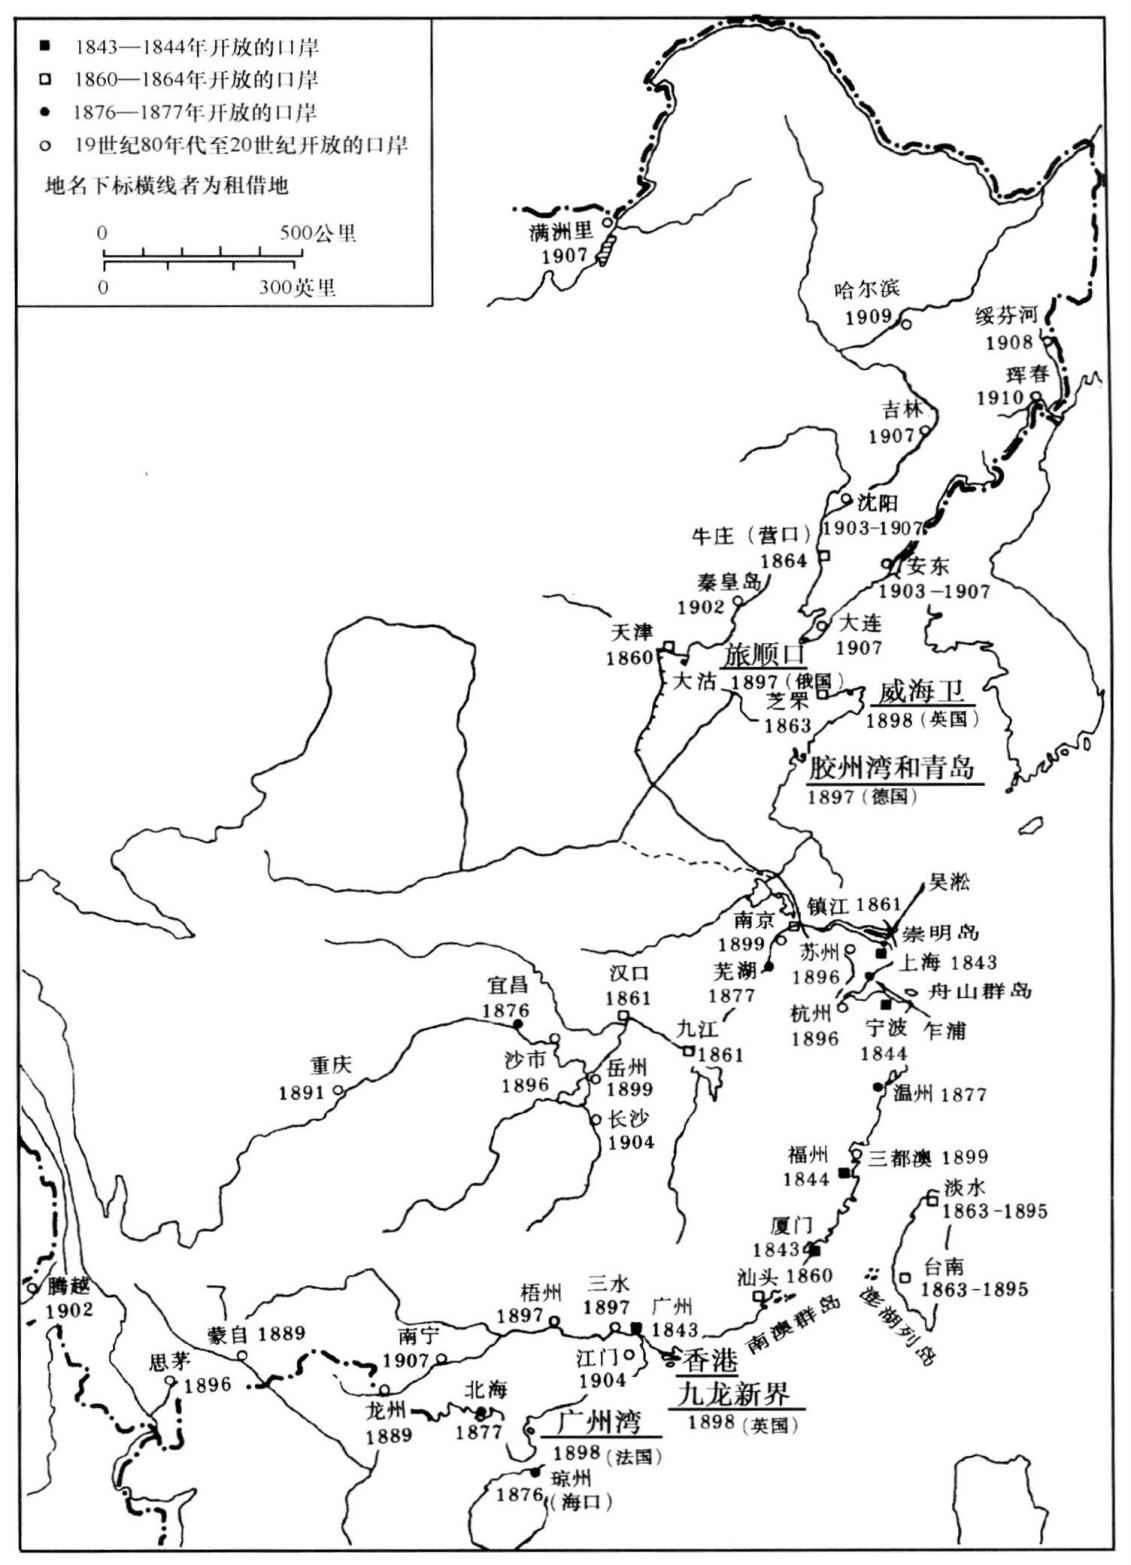 1843—1844年开放的口岸
1860—1864年开放的口岸
1876—1877年开放的口岸
19世纪80年代至20世纪开放的口岸
地名下标横线者为租借地
0 500公里
0 300英里
满洲里
1907
哈尔滨
1909
绥芬河
1908
珲春
1910
吉林
1907
沈阳
1903-1907
牛庄（营口）
1864
安东
1903-1907
秦皇岛
1902
大连
1907
天津
1860
旅顺口
1897（俄国）
大沽
芝罘
1863
威海卫
1898（英国）
胶州湾和青岛
1897（德国）
吴淞
镇江 1861
南京
1899
崇明岛
苏州
1896
上海 1843
芜湖
1877
舟山群岛
杭州
1896
宁波
1844
乍浦
宜昌
1876
汉口
1861
九江
1861
沙市
1896
岳州
1899
重庆
1891
长沙
1904
温州 1877
福州
1844
三都澳 1899
淡水
1863-1895
厦门
1843
汕头 1860
台南
1863-1895
南澳群岛
澎湖列岛
腾越
1902
梧州
1897
三水
1897
广州
1843
蒙自 1889
南宁
1907
江门
1904
香港
九龙新界
1898（英国）
思茅
1896
龙州
1889
北海
1877
广州湾
1898（法国）
琼州
1876（海口）